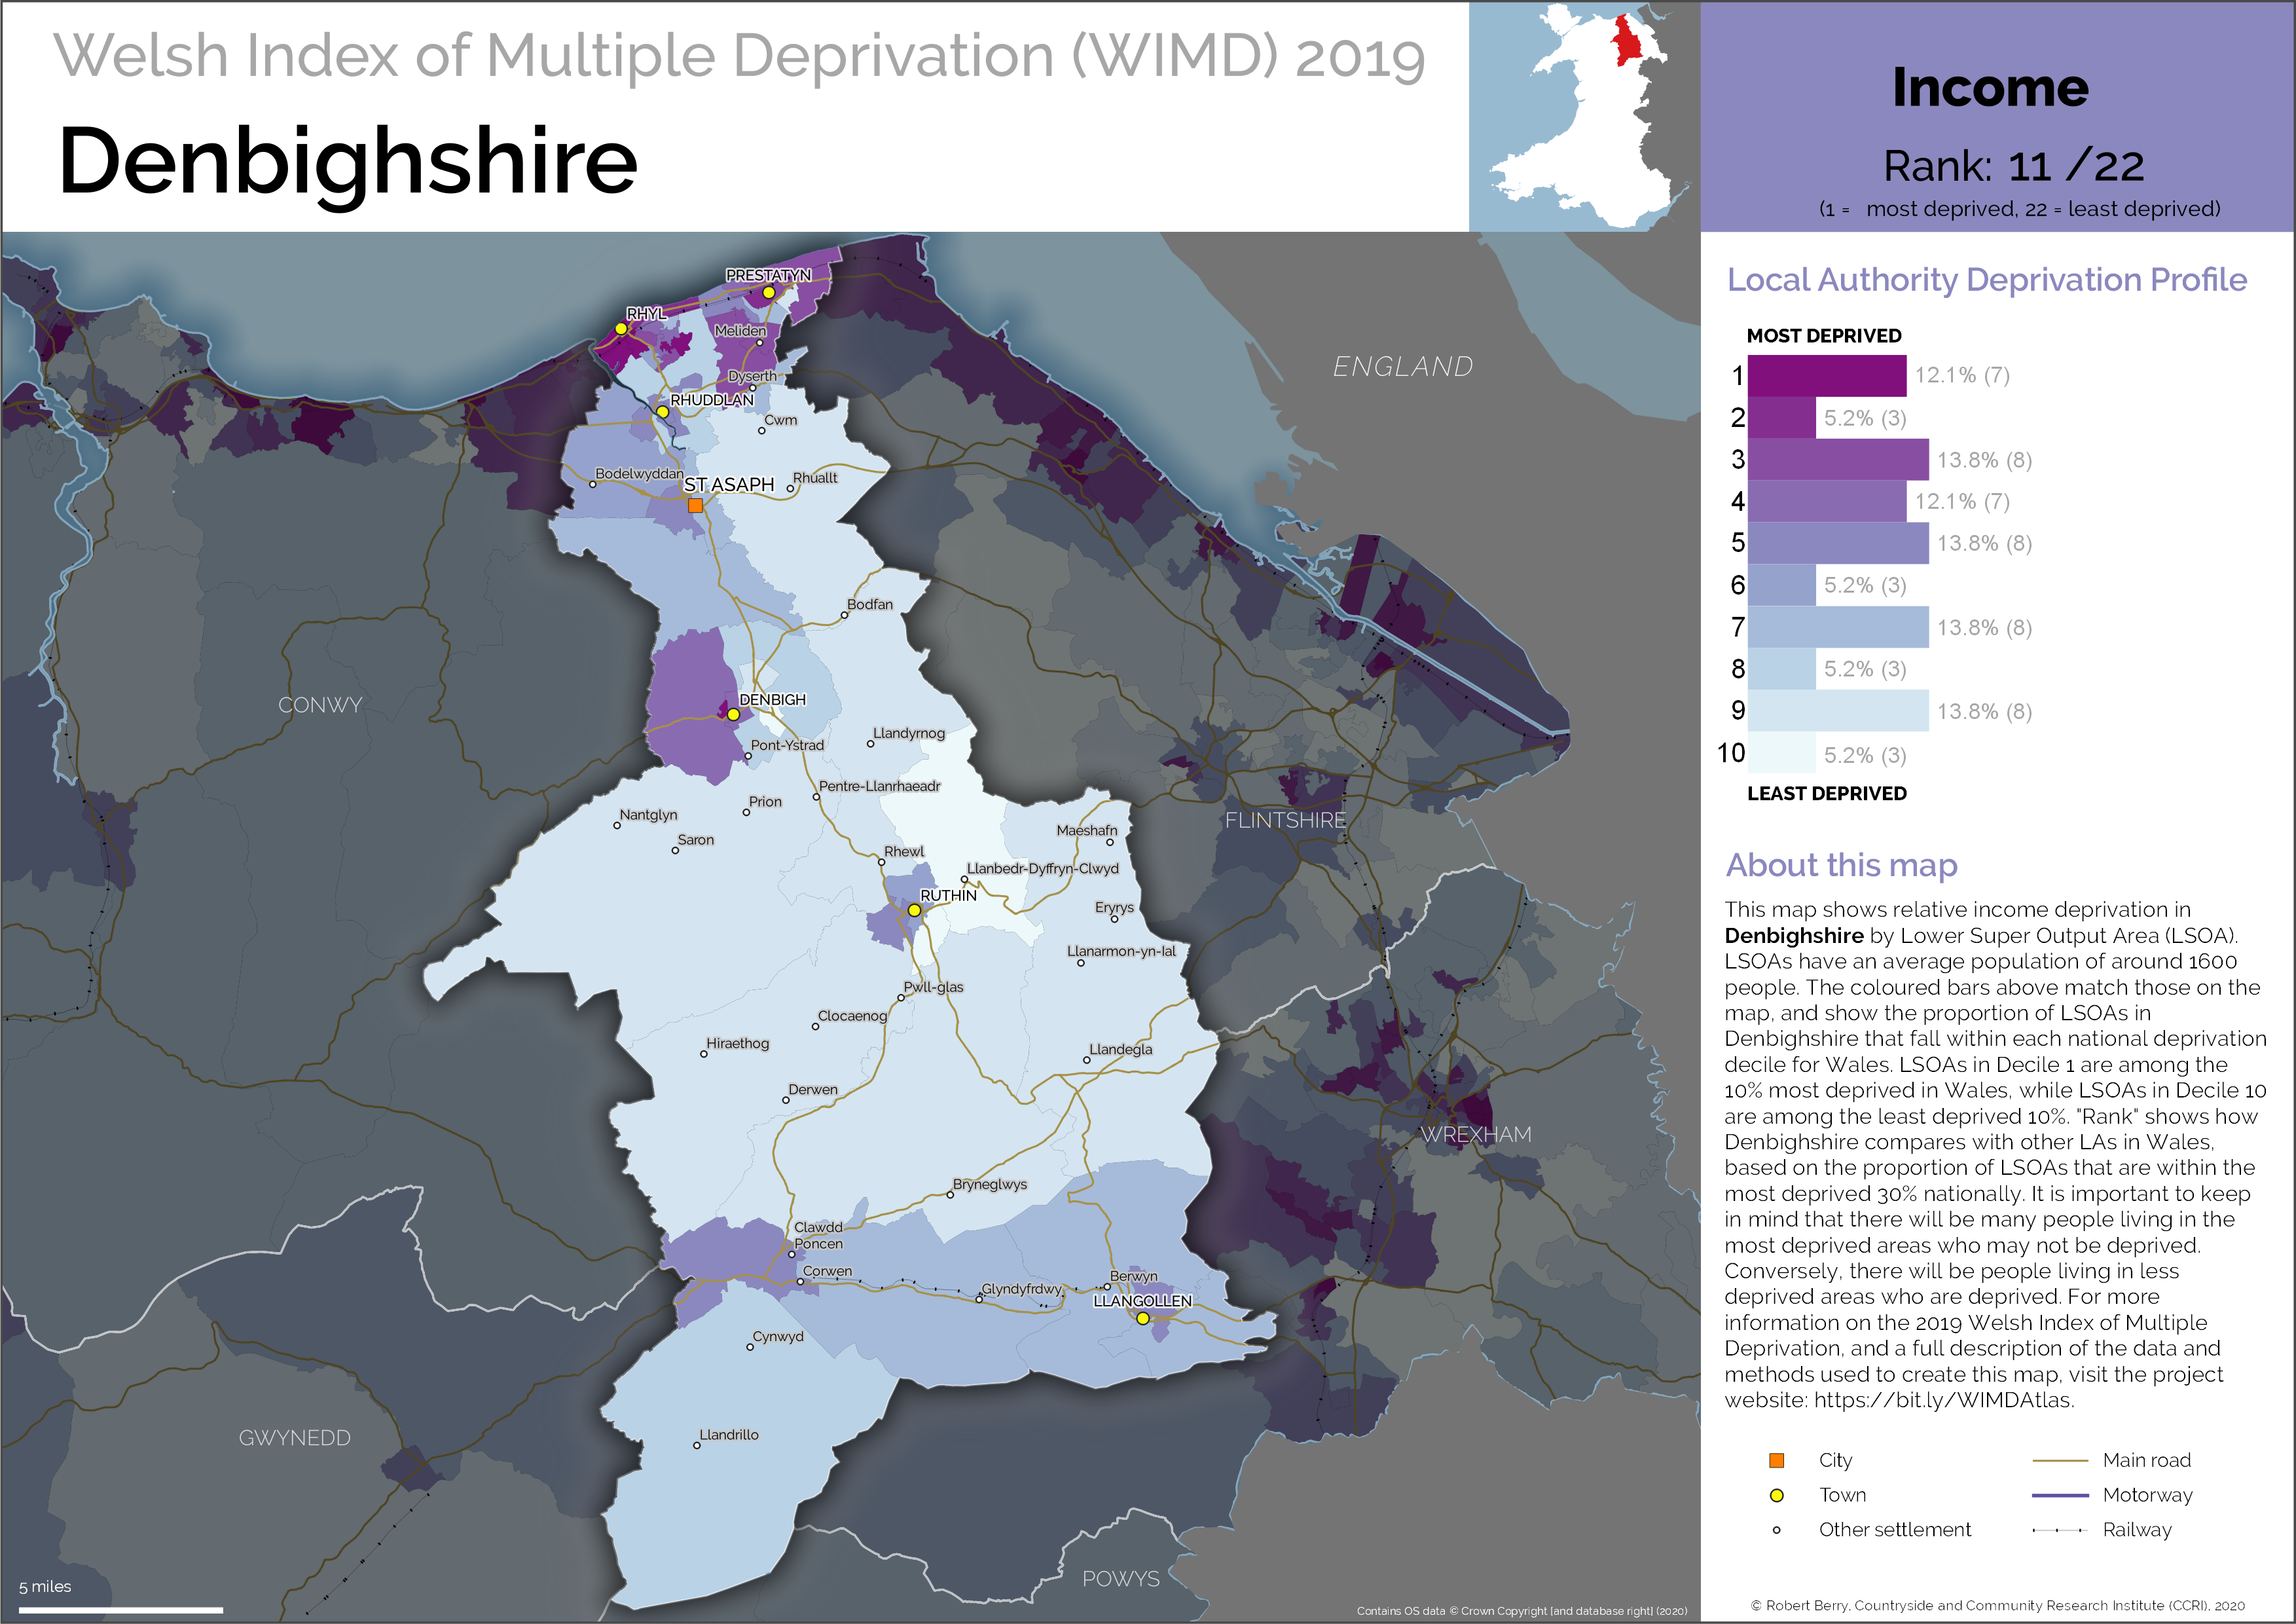 Welsh Index of Multiple Deprivation (WIMD) 2019
Denbighshire
Income
Rank: 11 /22
(1 = most deprived, 22 = least deprived)
Local Authority Deprivation Profile
MOST DEPRIVED
1 12.1% (7)
2 5.2% (3)
3 13.8% (8)
4 12.1% (7)
5 13.8% (8)
6 5.2% (3)
7 13.8% (8)
8 5.2% (3)
9 13.8% (8)
10 5.2% (3)
LEAST DEPRIVED
About this map
This map shows relative income deprivation in
Denbighshire by Lower Super Output Area (LSOA).
LSOAs have an average population of around 1600
people. The coloured bars above match those on the
map, and show the proportion of LSOAs in
Denbighshire that fall within each national deprivation
decile for Wales. LSOAs in Decile 1 are among the
10% most deprived in Wales, while LSOAs in Decile 10
are among the least deprived 10%. "Rank" shows how
Denbighshire compares with other LAs in Wales,
based on the proportion of LSOAs that are within the
most deprived 30% nationally. It is important to keep
in mind that there will be many people living in the
most deprived areas who may not be deprived.
Conversely, there will be people living in less
deprived areas who are deprived. For more
information on the 2019 Welsh Index of Multiple
Deprivation, and a full description of the data and
methods used to create this map, visit the project
website: https://bit.ly/WIMDAtlas.
City
Town
Other settlement
Main road
Motorway
Railway
© Robert Berry, Countryside and Community Research Institute (CCRI), 2020
PRESTATYN
RHYL
Meliden
ENGLAND
Dyserth
RHUDDLAN
Cwm
Bodelwyddan
ST ASAPH
Rhuallt
Bodfan
CONWY
DENBIGH
Llandyrnog
Pont-Ystrad
Pentre-Llanrhaeadr
Prion
Nantglyn
Saron
Maeshafn
FLINTSHIRE
Rhewl
Llanbedr-Dyffryn-Clwyd
RUTHIN
Eryrys
Llanarmon-yn-Ial
Pwll-glas
Clocaenog
Hiraethog
Llandegla
Derwen
WREXHAM
Bryneglwys
Clawdd
Poncen
Corwen
Berwyn
Glyndyfrdwy
LLANGOLLEN
Cynwyd
GWYNEDD
Llandrillo
POWYS
5 miles
Contains OS data © Crown Copyright [and database right] (2020)